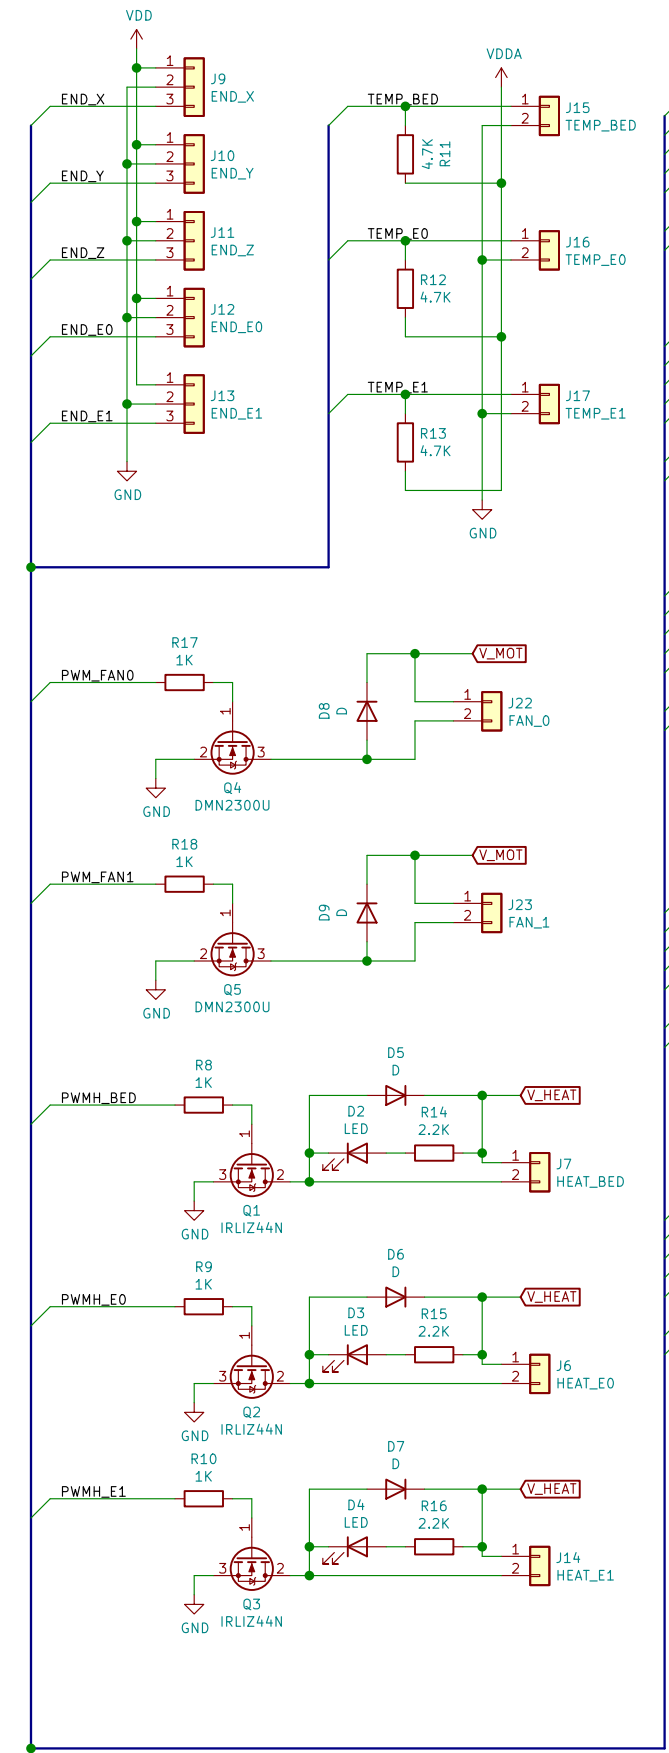 VDD
1
2
3
J9
END_X
END_X
1
2
3
J10
END_Y
END_Y
1
2
3
J11
END_Z
END_Z
1
2
3
J12
END_E0
END_E0
1
2
3
J13
END_E1
END_E1
GND
VDDA
TEMP_BED
1
2
J15
TEMP_BED
4.7K
R11
TEMP_E0
1
2
J16
TEMP_E0
R12
4.7K
TEMP_E1
1
2
J17
TEMP_E1
R13
4.7K
GND
R17
1K
PWM_FAN0
1
2
3
Q4
DMN2300U
GND
D8
D
V_MOT
1
2
J22
FAN_0
R18
1K
PWM_FAN1
1
2
3
Q5
DMN2300U
GND
D9
D
V_MOT
1
2
J23
FAN_1
R8
1K
PWMH_BED
1
3
2
Q1
IRLIZ44N
GND
D5
D
D2
LED
R14
2.2K
V_HEAT
1
2
J7
HEAT_BED
R9
1K
PWMH_E0
1
3
2
Q2
IRLIZ44N
GND
D6
D
D3
LED
R15
2.2K
V_HEAT
1
2
J6
HEAT_E0
R10
1K
PWMH_E1
1
3
2
Q3
IRLIZ44N
GND
D7
D
D4
LED
R16
2.2K
V_HEAT
1
2
J14
HEAT_E1